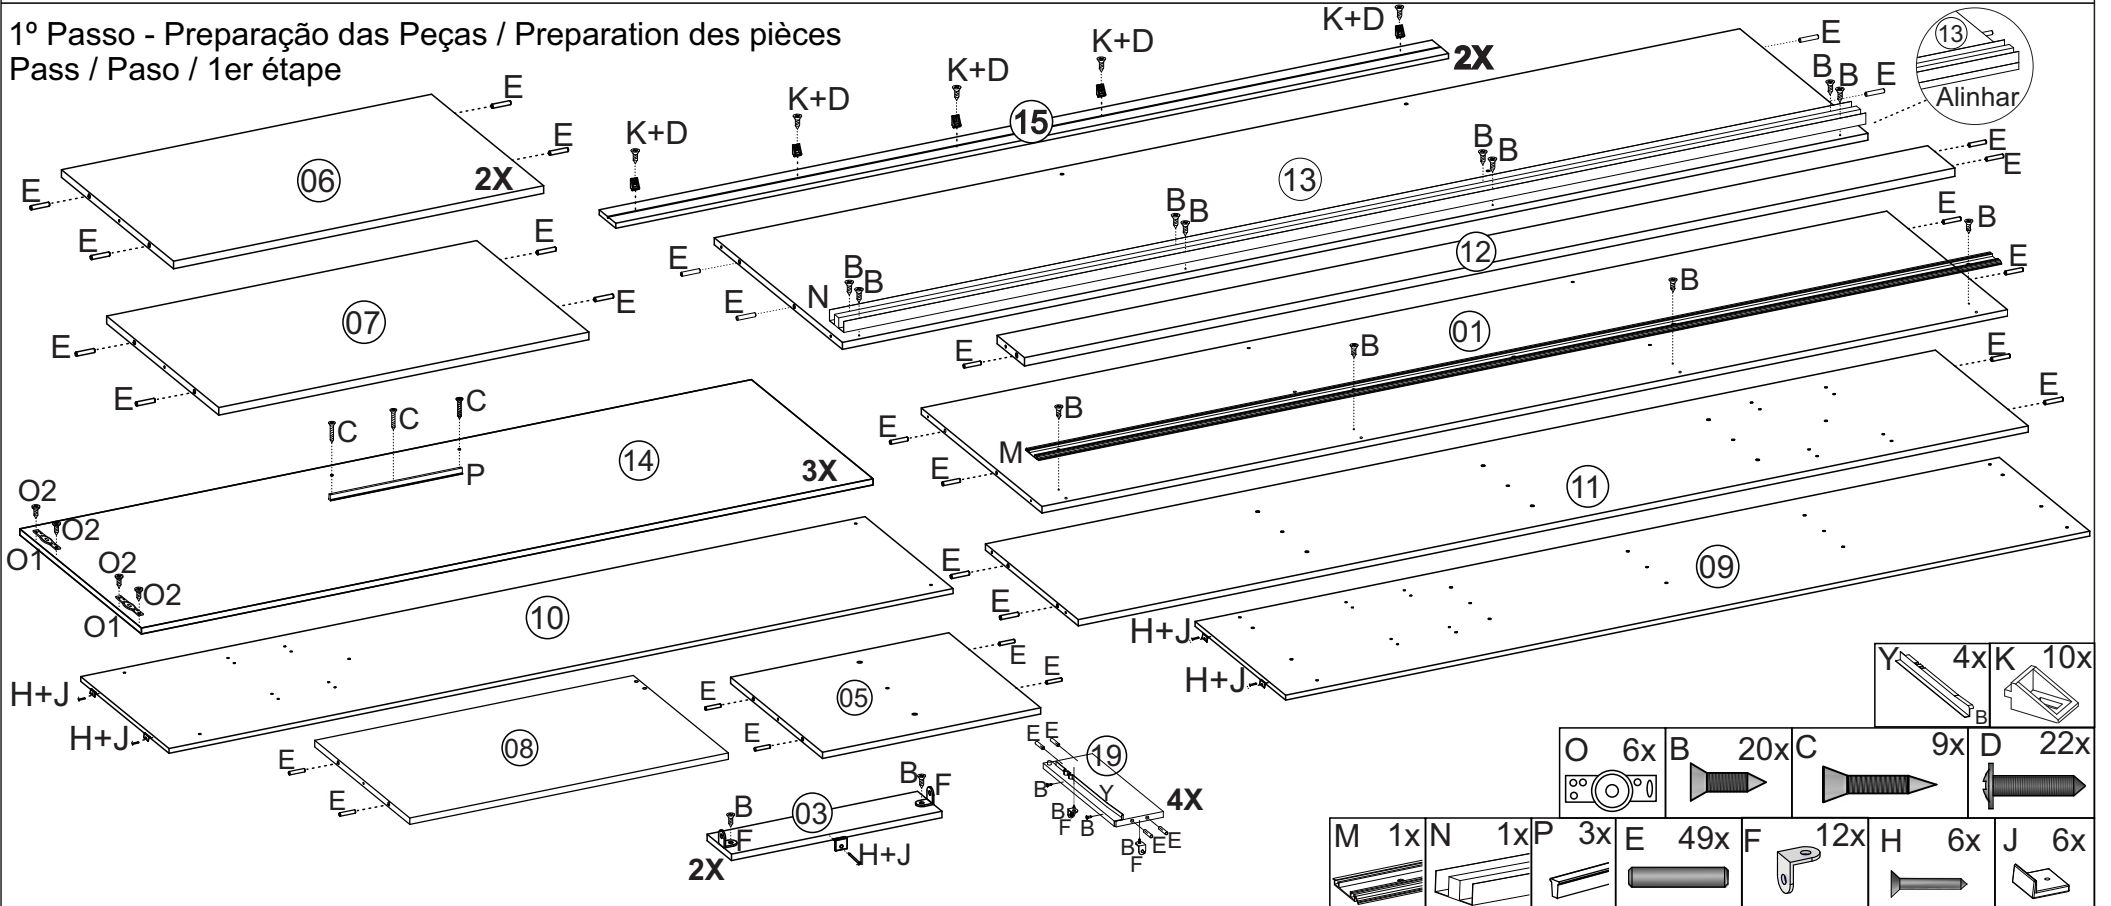 1º Passo - Preparação das Peças / Preparation des pièces
Pass / Paso / 1er étape
K+D
K+D
K+D
K+D
K+D
2X
15
E
E
E
E
06
2X
E
E
E
E
07
E
B B
E
13
Alinhar
B B
13
B B
B B
N
E
E
E
E
12
E
E
B
B
B
B
E
01
M
E
E
C
C
C
P
14
3X
O2
O2
O1
O2
O2
O1
E
E
11
E
E
09
H+J
H+J
10
H+J
H+J
E
E
05
E
E
08
E
E
B
F
03
B
F
H+J
2X
E E
19
B
Y
B
F
B
4X
B
F
E E
Y 4x
B
K 10x
O 6x
B 20x
C 9x
D 22x
M 1x
N 1x
P 3x
E 49x
F 12x
H 6x
J 6x